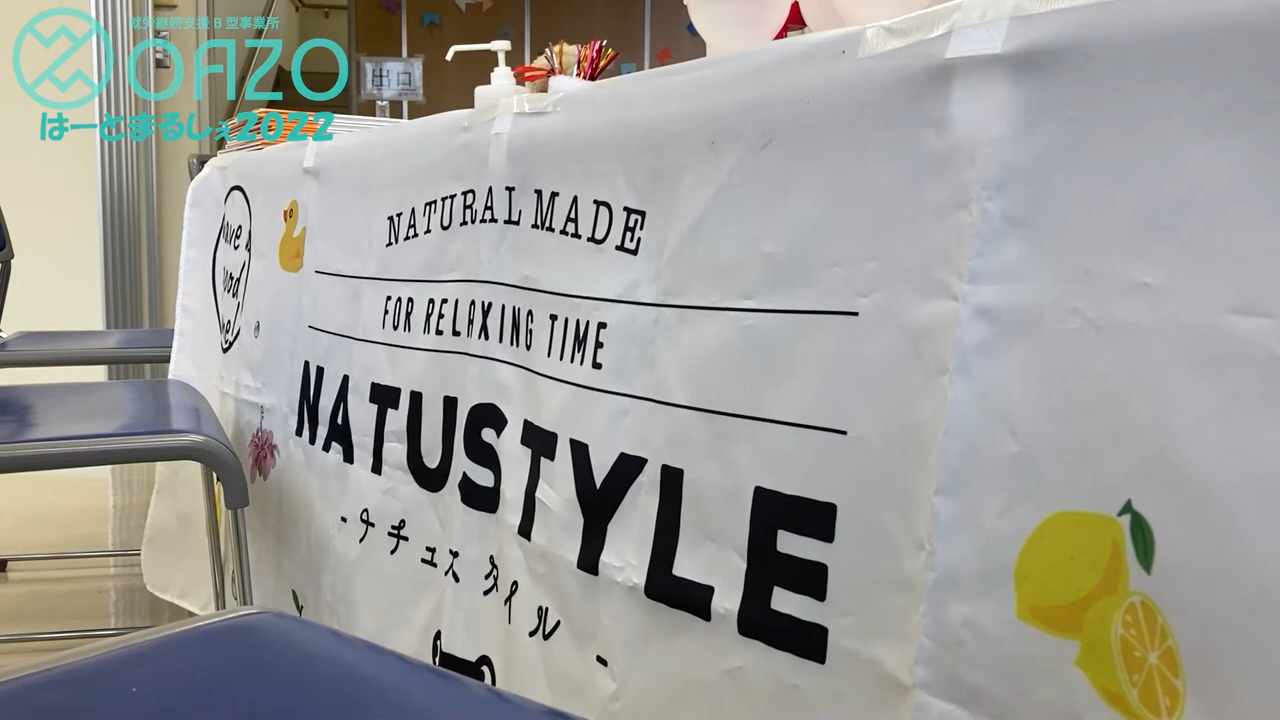 就労継続支援B型事業所
OAZO
はーとまるしぇ2022
出口
NATURAL MADE
FOR RELAXING TIME
NATUSTYLE
-ナチュスタイル-